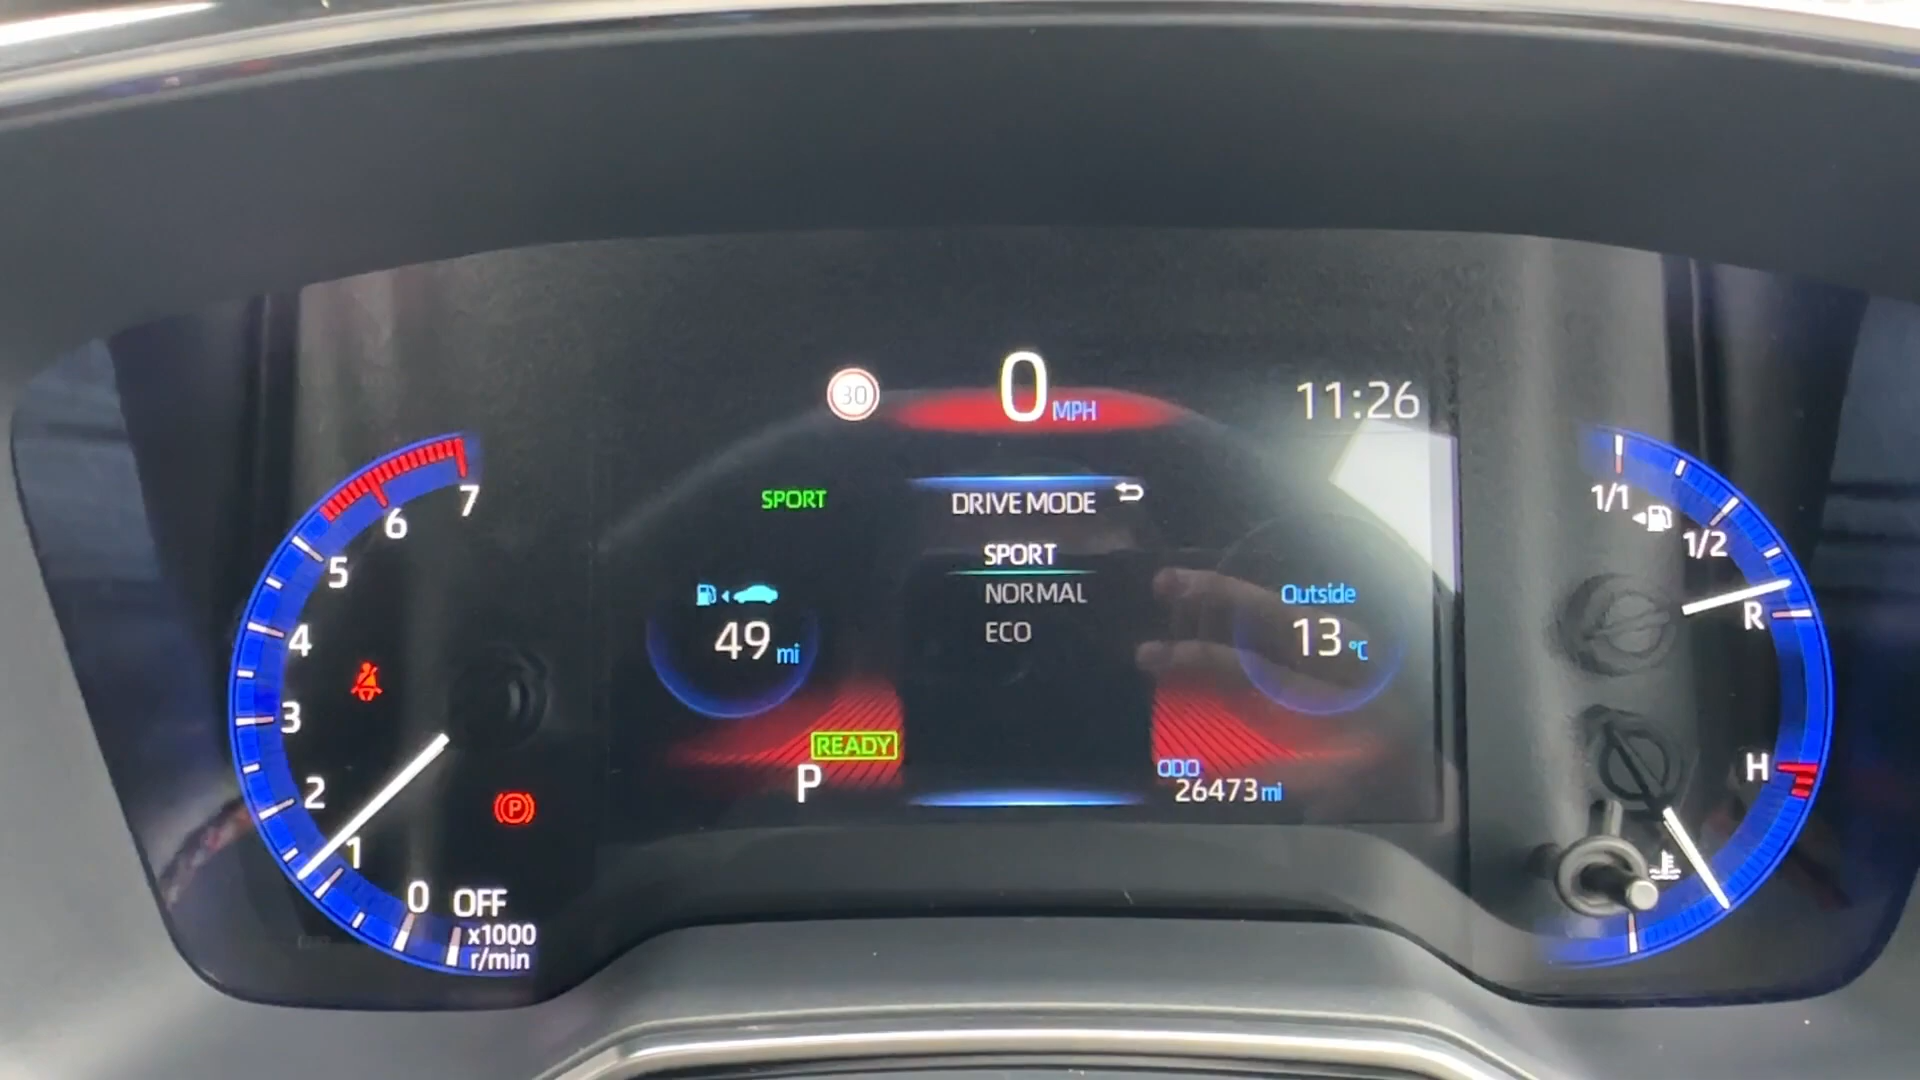 30
0 MPH
11:26
SPORT
DRIVE MODE
SPORT
NORMAL
ECO
49 mi
Outside
13 °C
READY
P
ODO
26473 mi
7
6
5
4
3
2
1
0
OFF
x1000
r/min
P
1/1
1/2
R
H